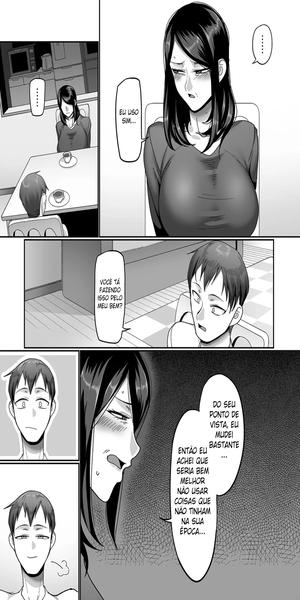 ...
EU USO
SIM...
...
VOCÊ TÁ
FAZENDO
ISSO PELO
MEU BEM?
DO SEU
PONTO DE
VISTA, EU
MUDEI
BASTANTE
...
ENTÃO EU
ACHEI QUE
SERIA BEM
MELHOR
NÃO USAR
COISAS QUE
NÃO TINHAM
NA SUA
ÉPOCA...